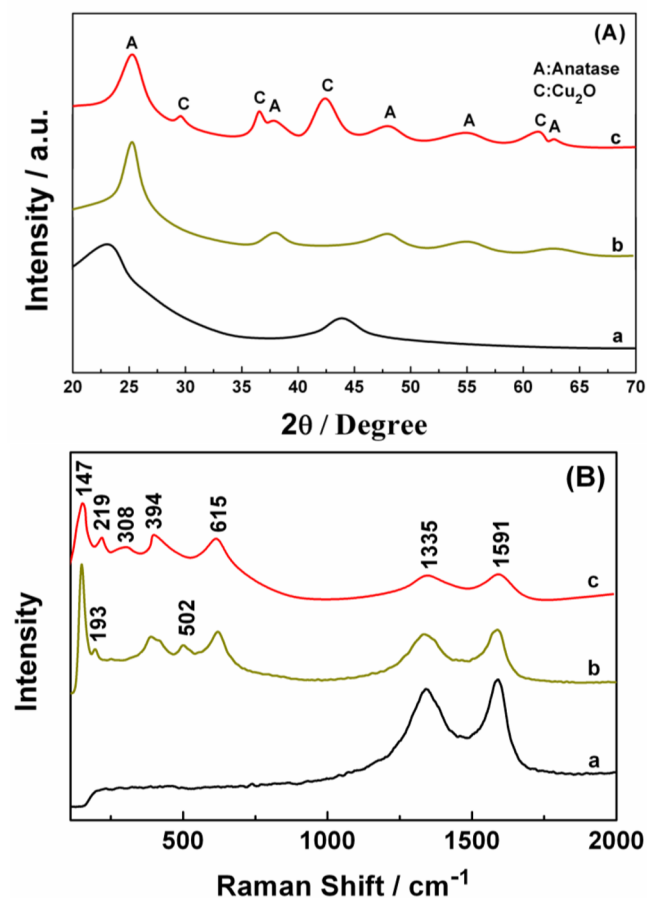 (A)
A
A:Anatase
C:Cu₂O
C
C
C
A
A
A
C
A
c
b
a
Intensity / a.u.
20 25 30 35 40 45 50 55 60 65 70
2θ / Degree
(B)
147
219
308
394
615
1335
1591
c
193
502
b
a
Intensity
500 1000 1500 2000
Raman Shift / cm⁻¹